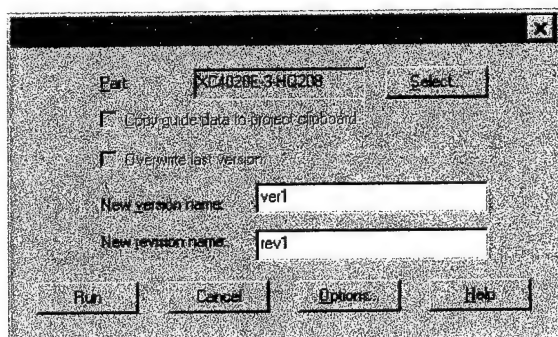 Part XC4020E-3-HQ208 Select...
Copy guide data to project clipboard
Overwrite last version
New version name: ver1
New revision name: rev1
Run Cancel Options... Help